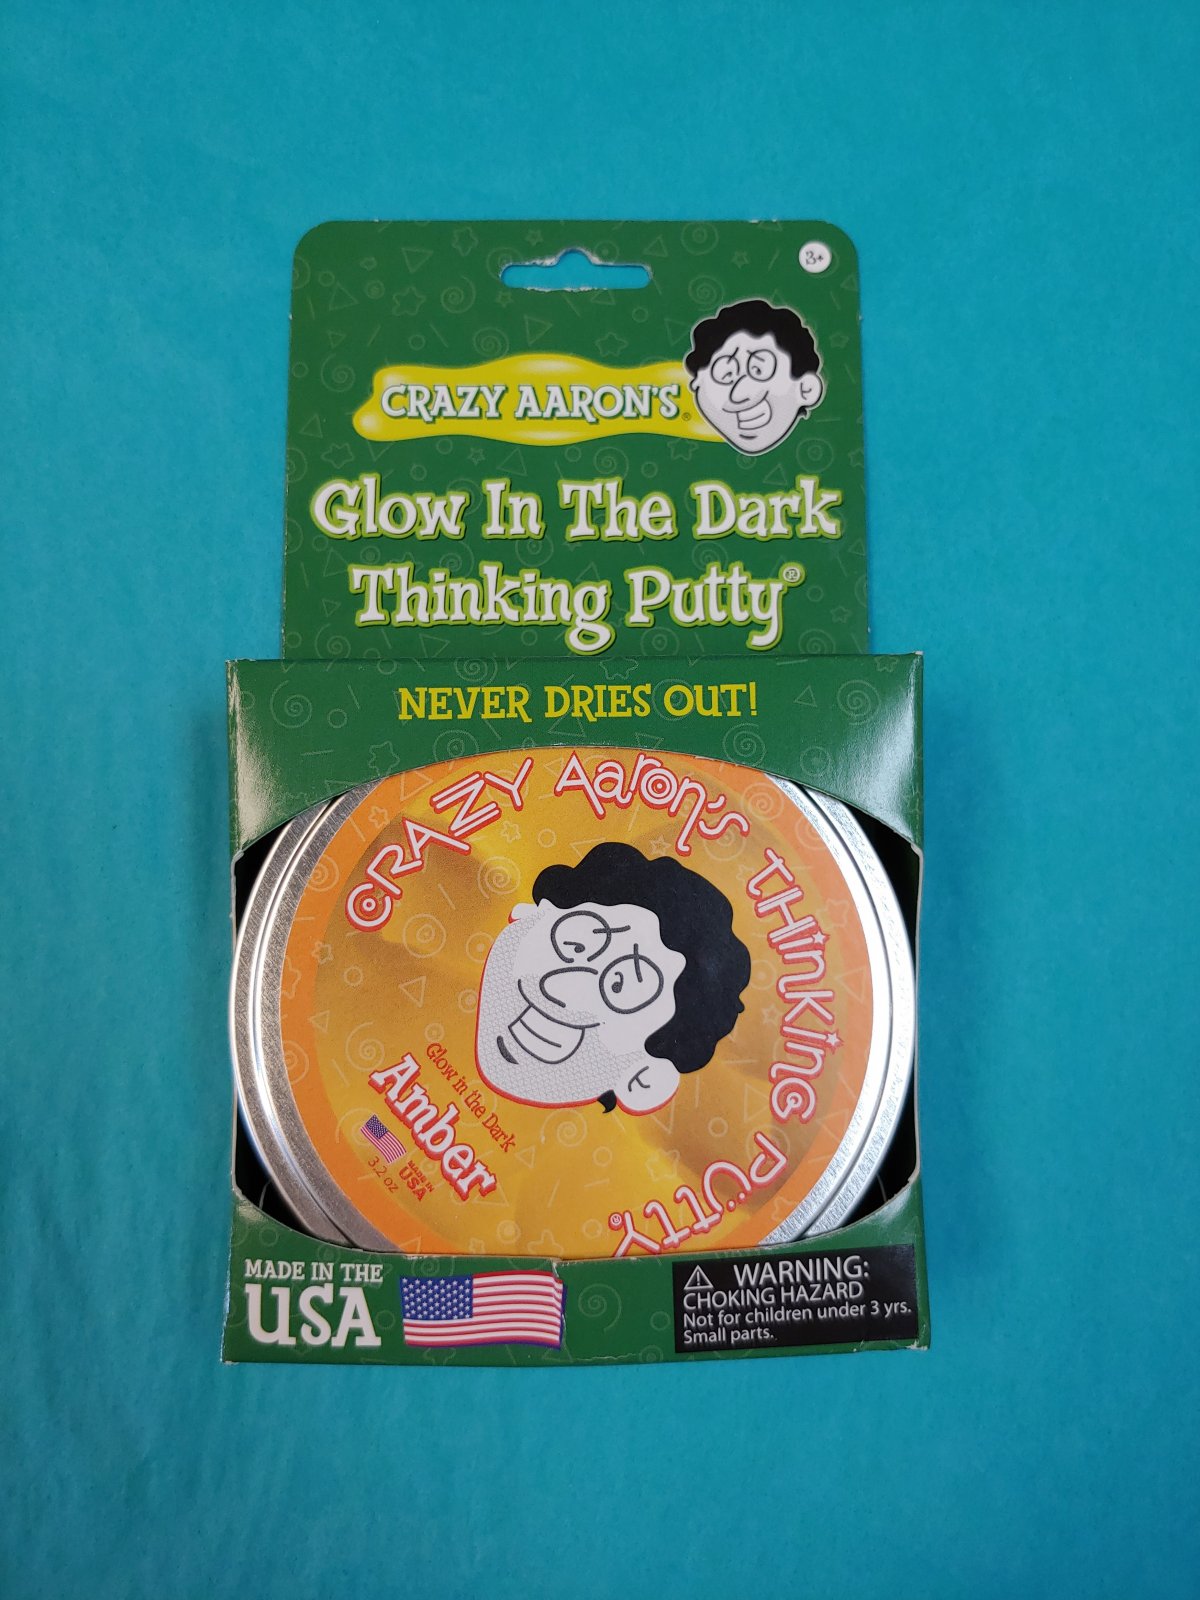 3+
CRAZY AARON'S®
Glow In The Dark
Thinking Putty®
NEVER DRIES OUT!
CRAZY Aaron's THINKING PUTTY®
Glow in the Dark
Amber
MADE IN
USA
3.2 oz
MADE IN THE
USA
⚠ WARNING:
CHOKING HAZARD
Not for children under 3 yrs.
Small parts.